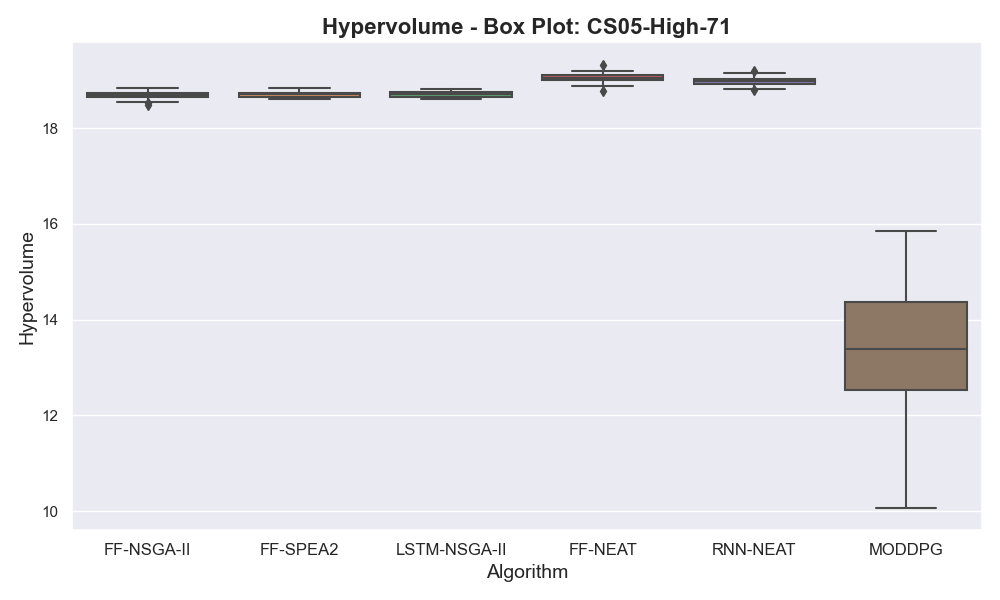 Hypervolume - Box Plot: CS05-High-71
Hypervolume
18
16
14
12
10
FF-NSGA-II
FF-SPEA2
LSTM-NSGA-II
FF-NEAT
RNN-NEAT
MODDPG
Algorithm